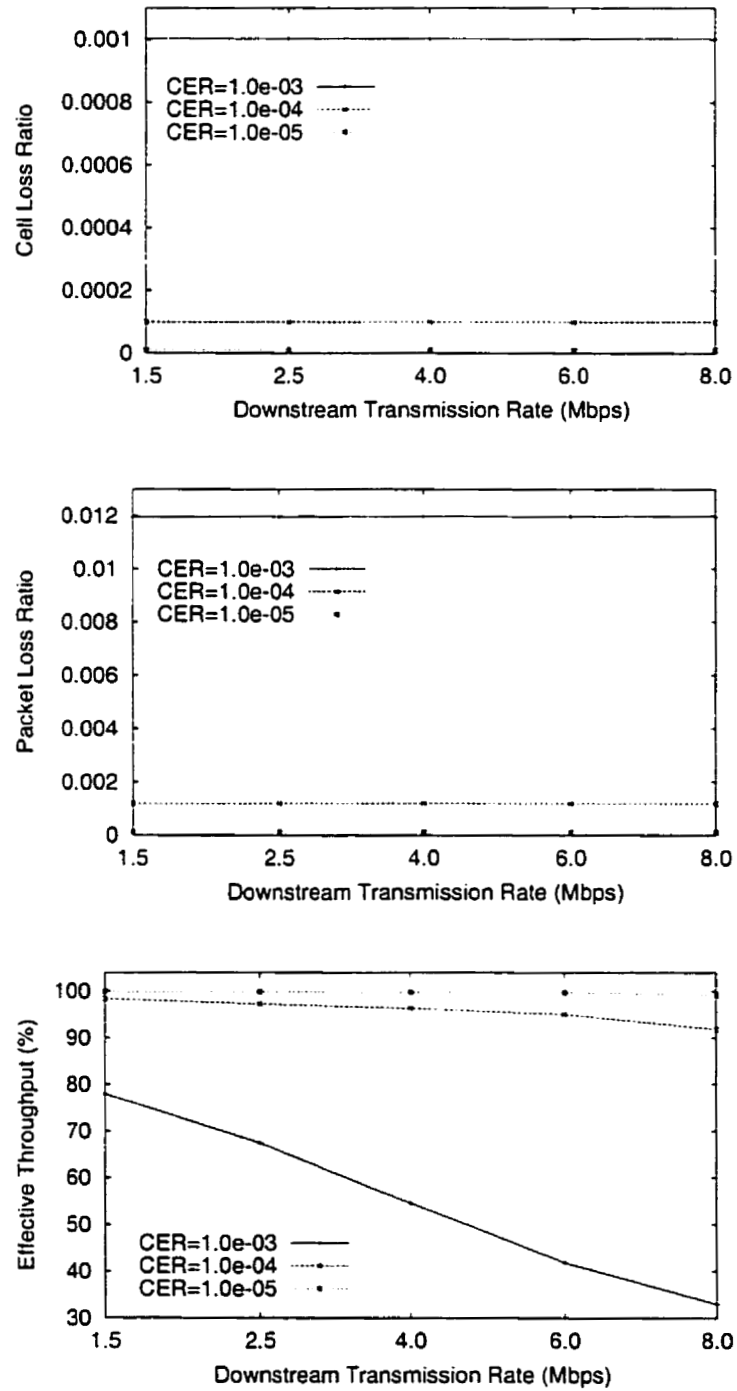 0.001
0.0008
0.0006
0.0004
0.0002
0
Cell Loss Ratio
CER=1.0e-03
CER=1.0e-04
CER=1.0e-05
1.5 2.5 4.0 6.0 8.0
Downstream Transmission Rate (Mbps)
0.012
0.01
0.008
0.006
0.004
0.002
0
Packet Loss Ratio
CER=1.0e-03
CER=1.0e-04
CER=1.0e-05
1.5 2.5 4.0 6.0 8.0
Downstream Transmission Rate (Mbps)
100
90
80
70
60
50
40
30
Effective Throughput (%)
CER=1.0e-03
CER=1.0e-04
CER=1.0e-05
1.5 2.5 4.0 6.0 8.0
Downstream Transmission Rate (Mbps)